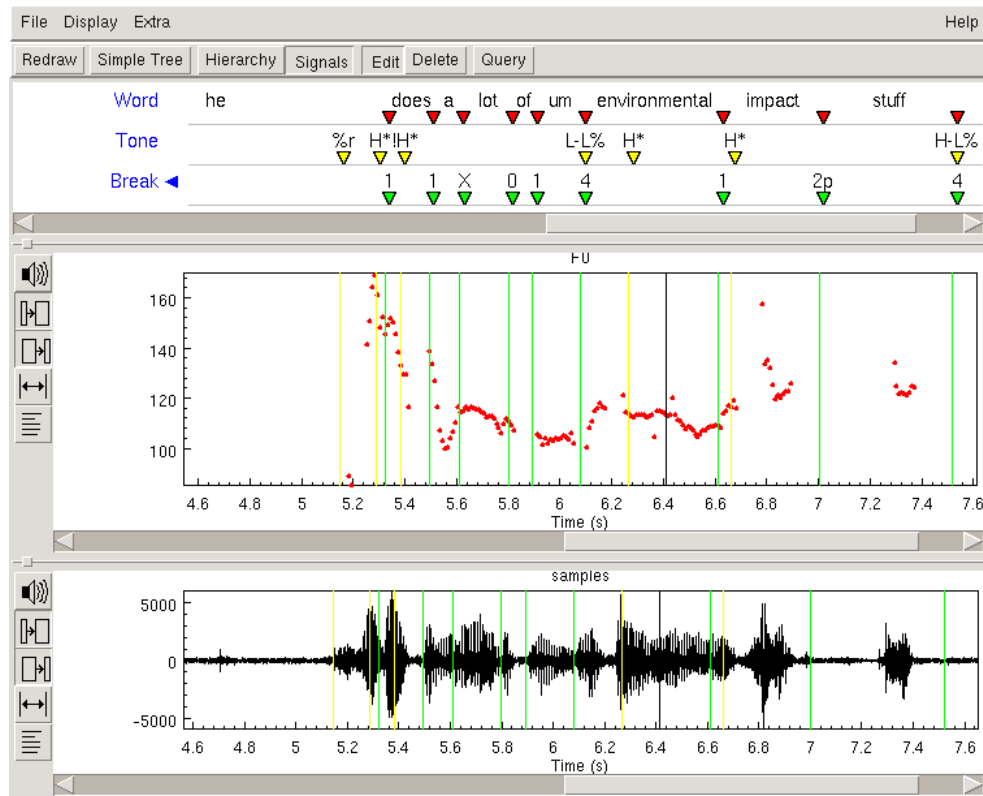 File Display Extra Help
Redraw Simple Tree Hierarchy Signals Edit Delete Query
Word he does a lot of um environmental impact stuff
Tone %r H* !H* L-L% H* H* H-L%
Break 1 1 X 0 1 4 1 2p 4
F0
160
140
120
100
4.6 4.8 5 5.2 5.4 5.6 5.8 6 6.2 6.4 6.6 6.8 7 7.2 7.4 7.6
Time (s)
samples
5000
0
-5000
4.6 4.8 5 5.2 5.4 5.6 5.8 6 6.2 6.4 6.6 6.8 7 7.2 7.4 7.6
Time (s)